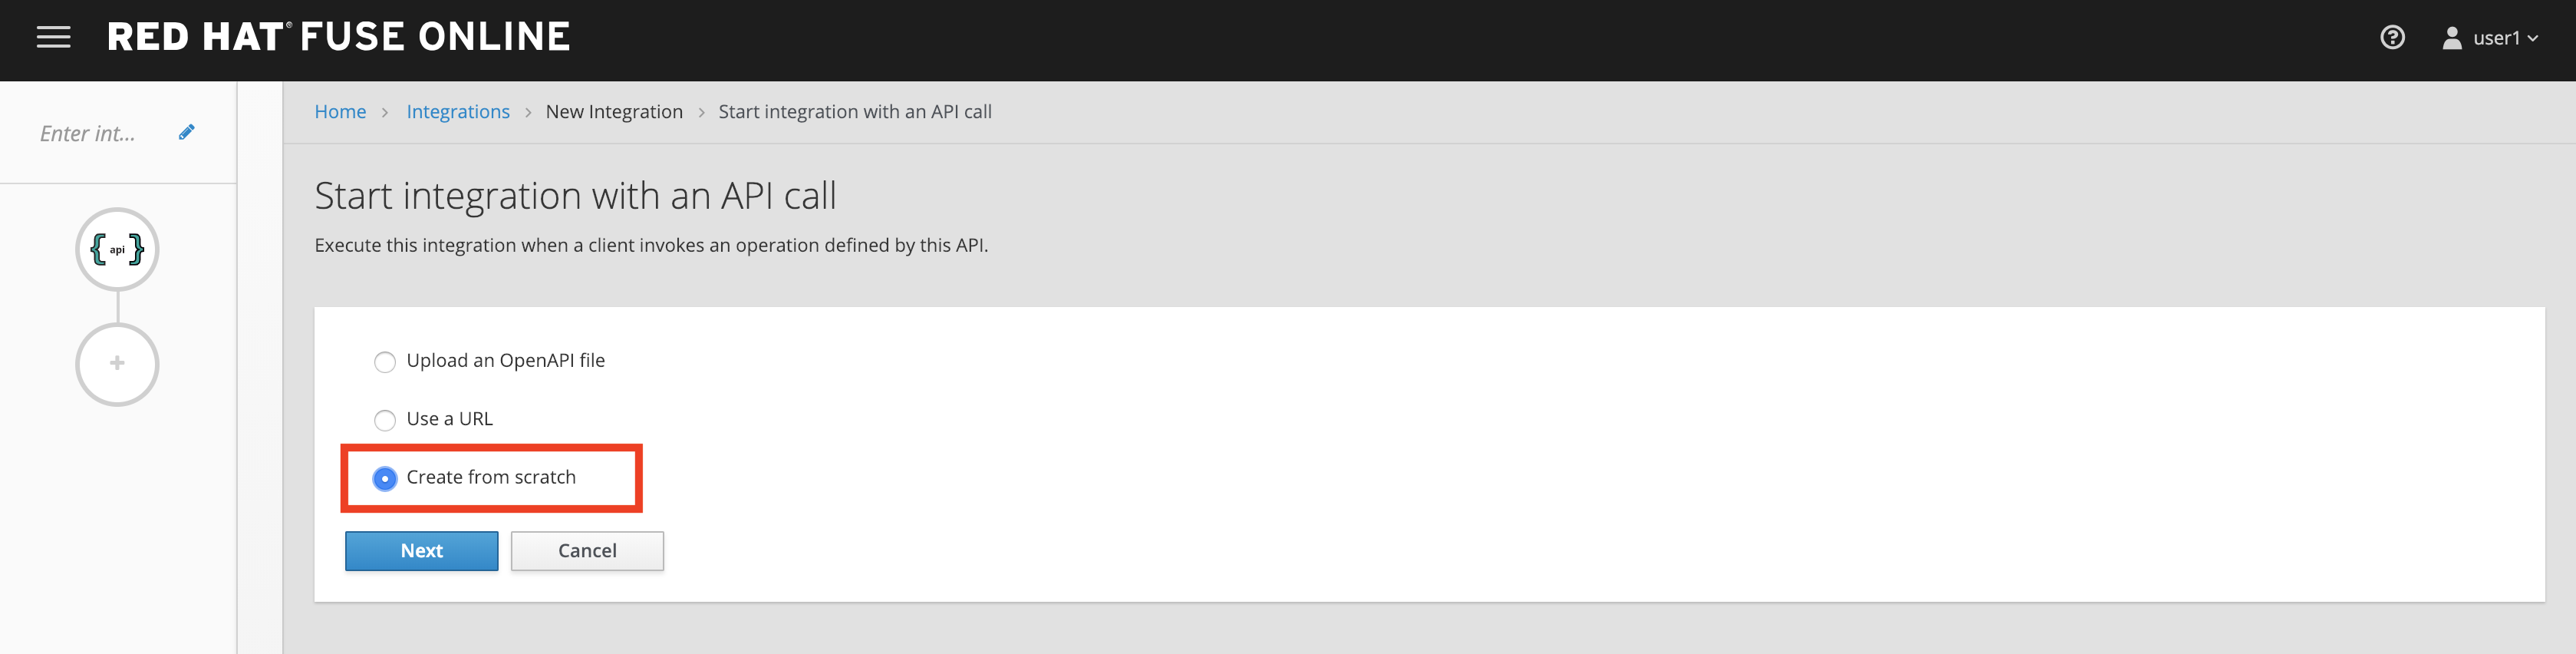 RED HAT® FUSE ONLINE
user1
Enter int...
Home > Integrations > New Integration > Start integration with an API call
{ api }
Start integration with an API call
Execute this integration when a client invokes an operation defined by this API.
Upload an OpenAPI file
Use a URL
Create from scratch
Next
Cancel